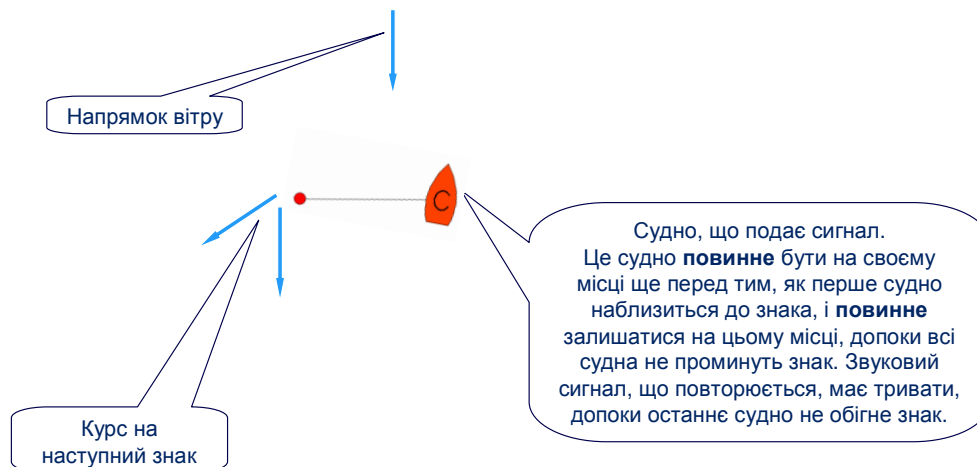 Напрямок вітру
C
Судно, що подає сигнал.
Це судно повинне бути на своєму
місці ще перед тим, як перше судно
наблизиться до знака, і повинне
залишатися на цьому місці, допоки всі
судна не проминуть знак. Звуковий
сигнал, що повторюється, має тривати,
допоки останнє судно не обігне знак.
Курс на
наступний знак